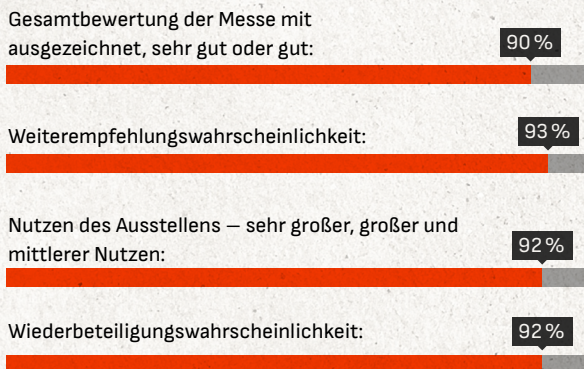 Gesamtbewertung der Messe mit
ausgezeichnet, sehr gut oder gut:
90 %
Weiterempfehlungswahrscheinlichkeit:
93 %
Nutzen des Ausstellens – sehr großer, großer und
mittlerer Nutzen:
92 %
Wiederbeteiligungswahrscheinlichkeit:
92 %